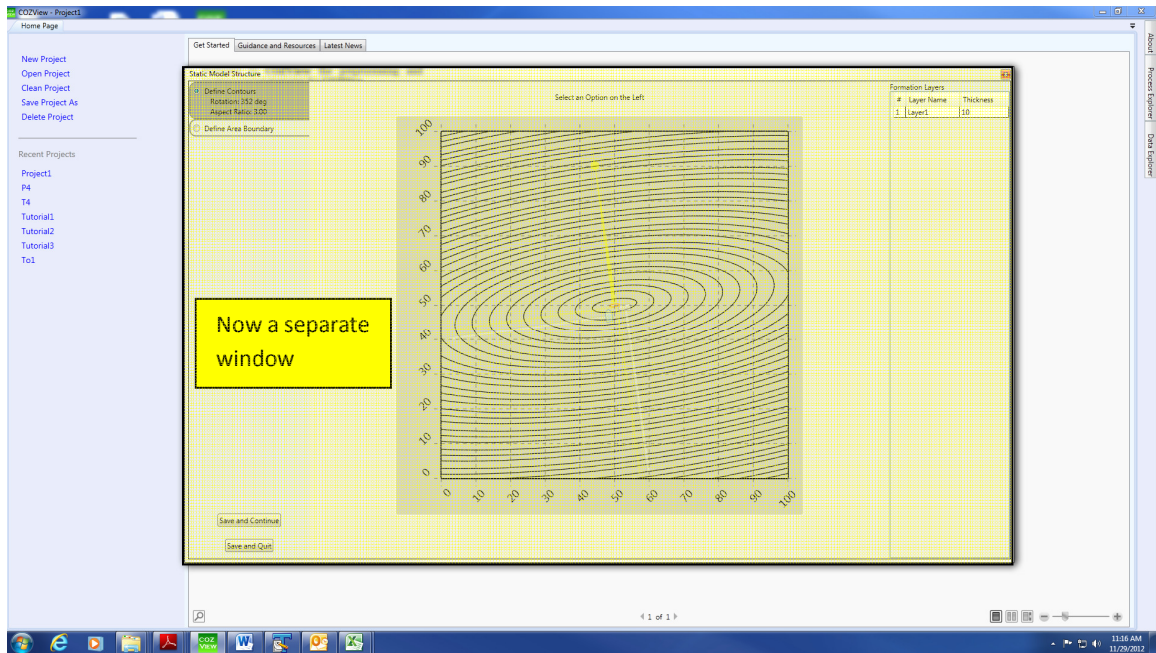 COZView - Project1
Home Page
New Project
Open Project
Clean Project
Save Project As
Delete Project
Recent Projects
Project1
P4
T4
Tutorial1
Tutorial2
Tutorial3
To1
Get Started
Guidance and Resources
Latest News
Static Model Structure
Define Contours
Rotation: 352 deg
Aspect Ratio: 3.00
Define Area Boundary
Select an Option on the Left
100
90
80
70
60
50
40
30
20
10
0
0 10 20 30 40 50 60 70 80 90 100
Now a separate
window
Save and Continue
Save and Quit
Formation Layers
# Layer Name Thickness
1 Layer1 10
About
Process Explorer
Data Explorer
1 of 1
COZ
VIEW
11:16 AM
11/29/2012